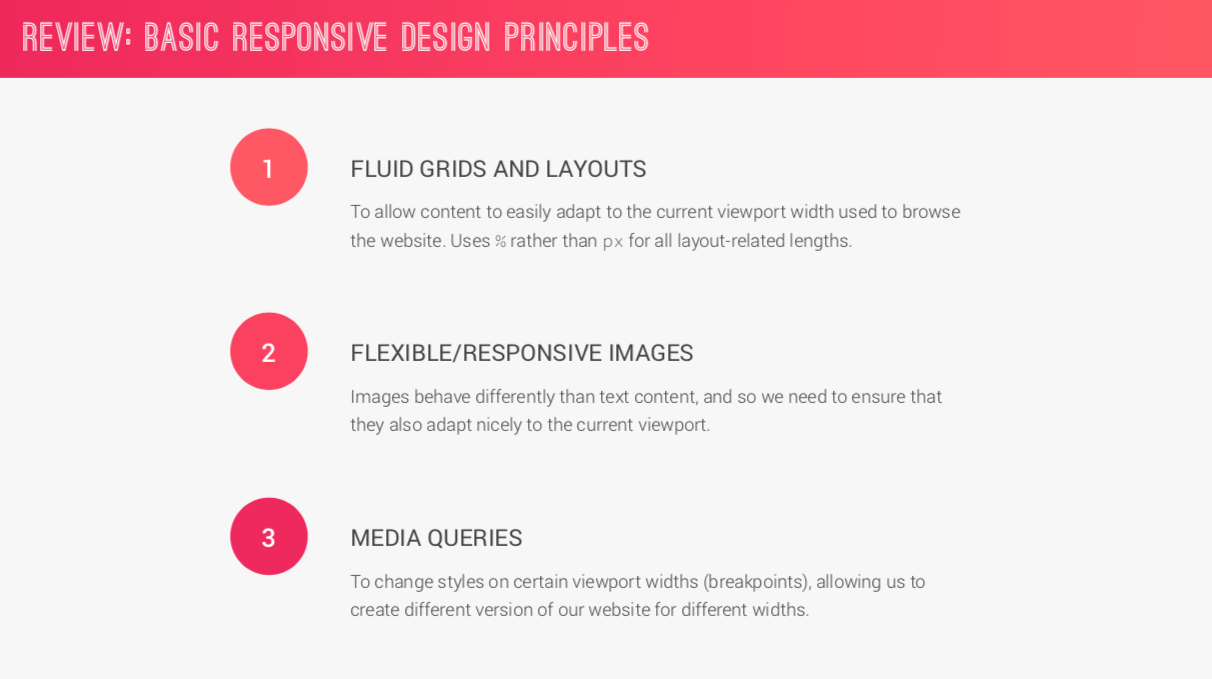 REVIEW: BASIC RESPONSIVE DESIGN PRINCIPLES
1
FLUID GRIDS AND LAYOUTS
To allow content to easily adapt to the current viewport width used to browse
the website. Uses % rather than px for all layout-related lengths.
2
FLEXIBLE/RESPONSIVE IMAGES
Images behave differently than text content, and so we need to ensure that
they also adapt nicely to the current viewport.
3
MEDIA QUERIES
To change styles on certain viewport widths (breakpoints), allowing us to
create different version of our website for different widths.